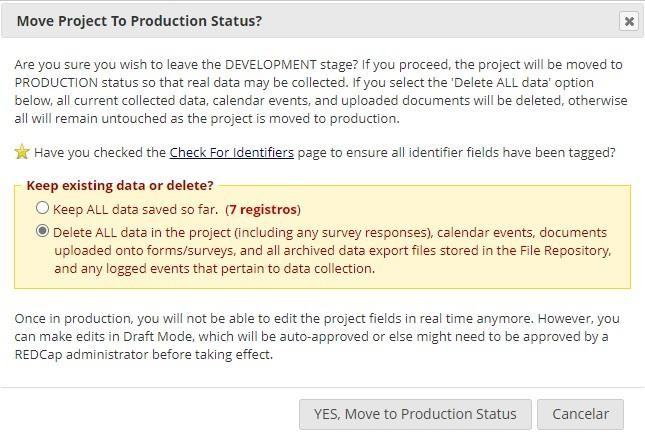 Move Project To Production Status?
Are you sure you wish to leave the DEVELOPMENT stage? If you proceed, the project will be moved to
PRODUCTION status so that real data may be collected. If you select the 'Delete ALL data' option
below, all current collected data, calendar events, and uploaded documents will be deleted, otherwise
all will remain untouched as the project is moved to production.
Have you checked the Check For Identifiers page to ensure all identifier fields have been tagged?
Keep existing data or delete?
Keep ALL data saved so far. (7 registros)
Delete ALL data in the project (including any survey responses), calendar events, documents
uploaded onto forms/surveys, and all archived data export files stored in the File Repository,
and any logged events that pertain to data collection.
Once in production, you will not be able to edit the project fields in real time anymore. However, you
can make edits in Draft Mode, which will be auto-approved or else might need to be approved by a
REDCap administrator before taking effect.
YES, Move to Production Status Cancelar